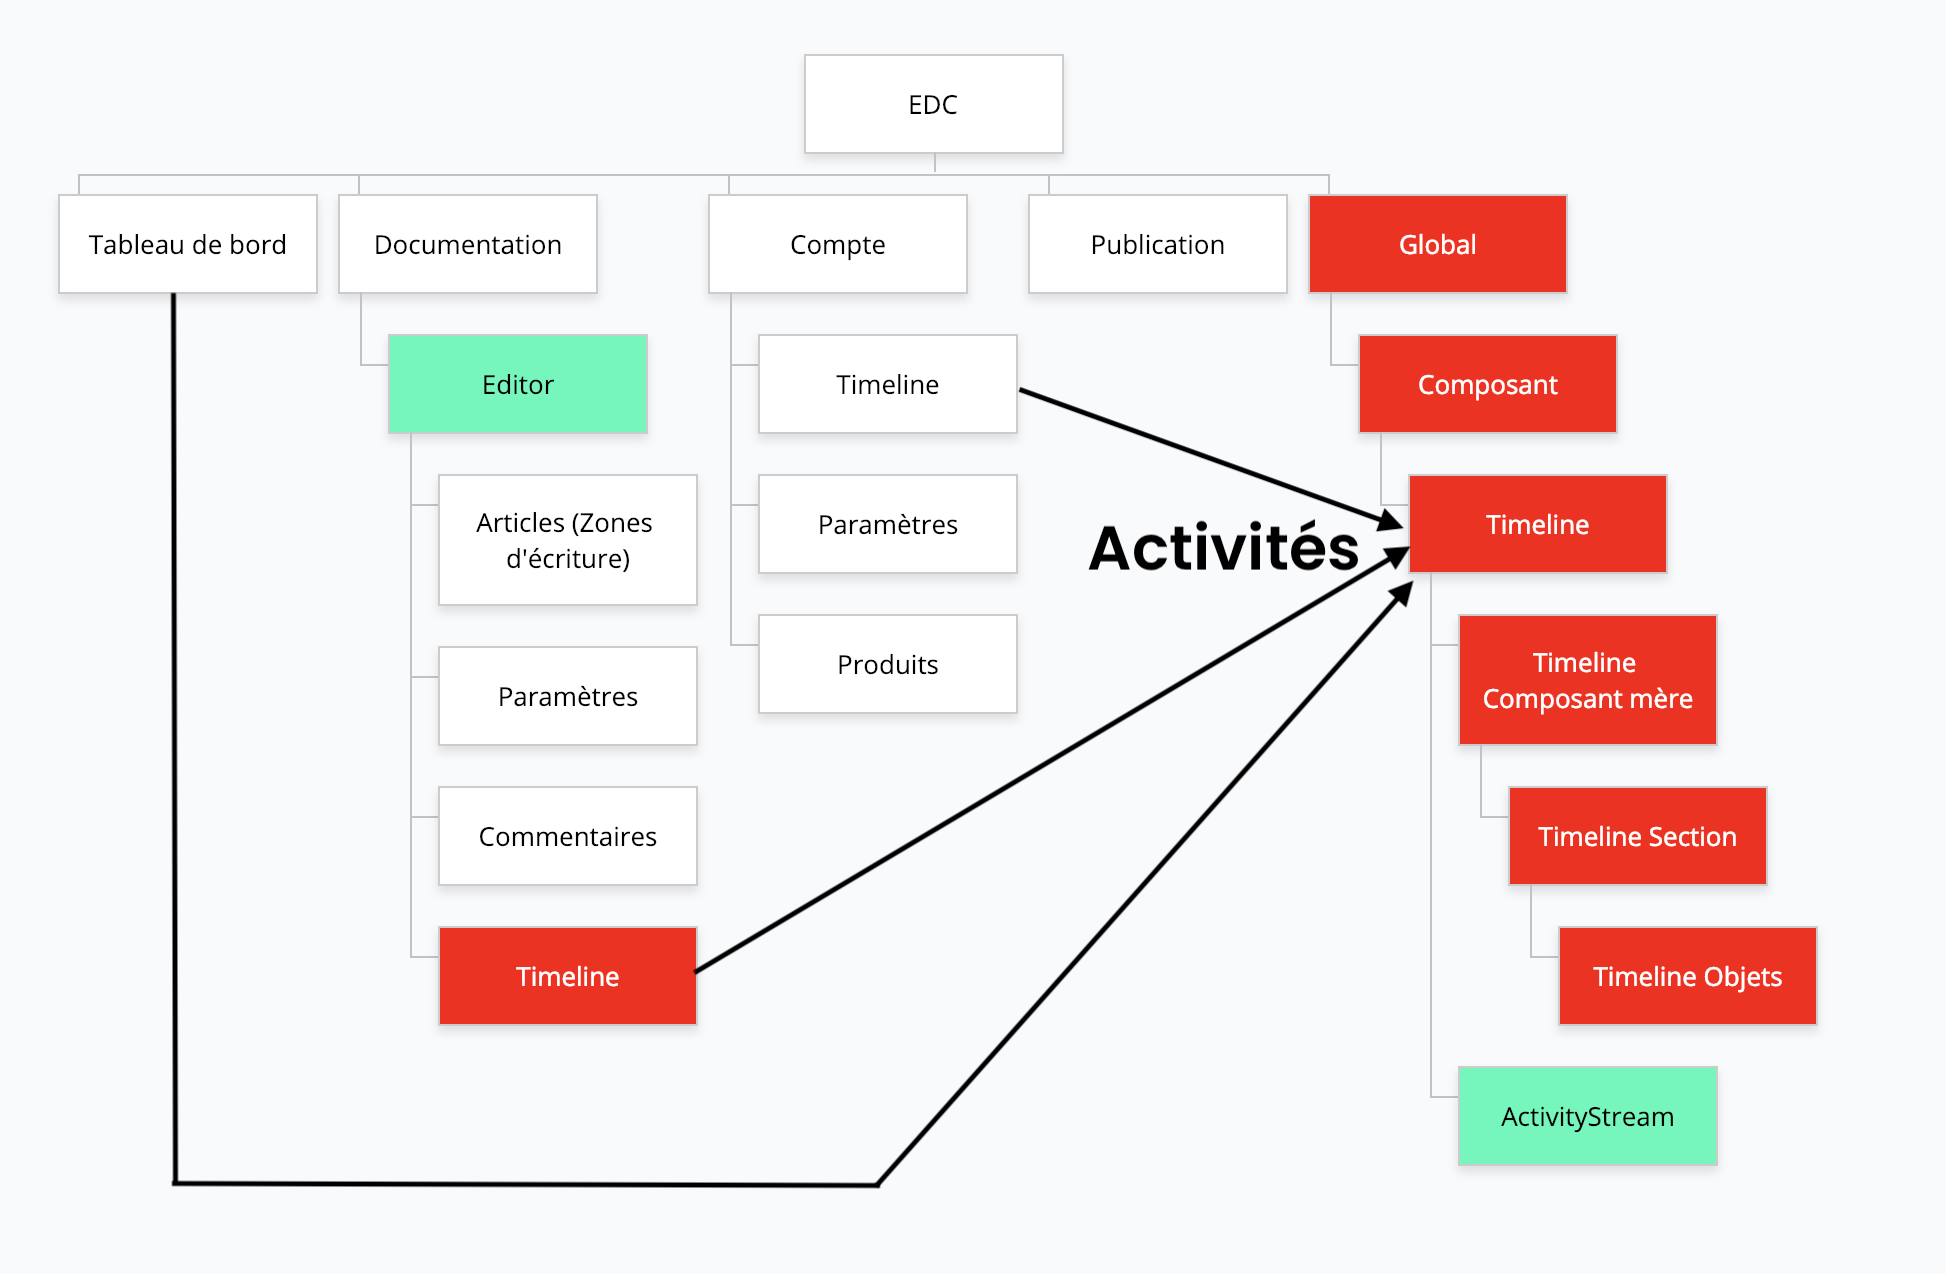 EDC
Tableau de bord
Documentation
Compte
Publication
Global
Editor
Timeline
Composant
Articles (Zones
d'écriture)
Paramètres
Activités
Timeline
Paramètres
Produits
Timeline
Composant mère
Commentaires
Timeline Section
Timeline
Timeline Objets
ActivityStream